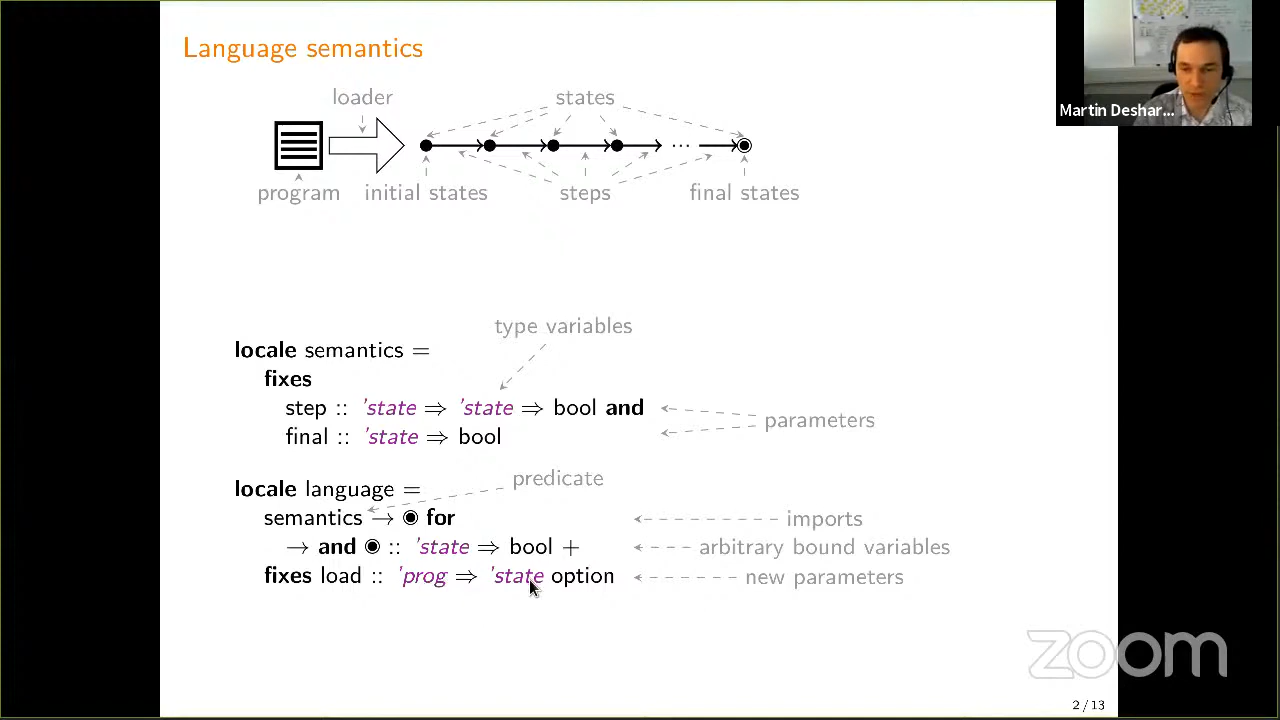 Language semantics
loader
states
program
initial states
steps
final states
···
type variables
locale semantics =
fixes
step :: 'state ⇒ 'state ⇒ bool and
final :: 'state ⇒ bool
parameters
predicate
locale language =
semantics → ◉ for
imports
→ and ◉ :: 'state ⇒ bool +
arbitrary bound variables
fixes load :: 'prog ⇒ 'state option
new parameters
2 / 13
Martin Deshar...
zoom